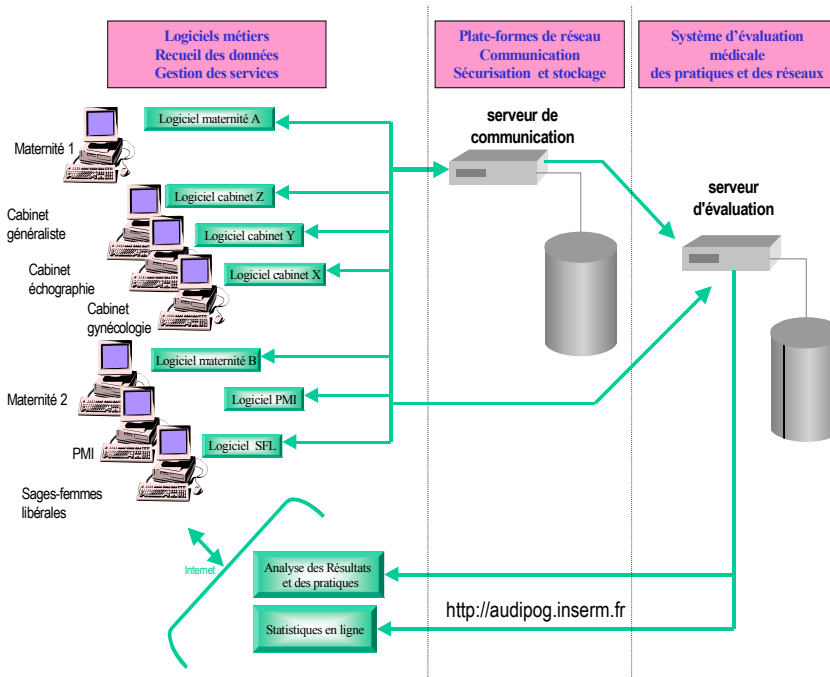 Logiciels métiers
Recueil des données
Gestion des services
Plate-formes de réseau
Communication
Sécurisation et stockage
Système d'évaluation
médicale
des pratiques et des réseaux
Logiciel maternité A
Maternité 1
serveur de
communication
Logiciel cabinet Z
serveur
d'évaluation
Cabinet
généraliste
Logiciel cabinet Y
Cabinet
échographie
Logiciel cabinet X
Cabinet
gynécologie
Logiciel maternité B
Maternité 2
Logiciel PMI
PMI
Logiciel SFL
Sages-femmes
libérales
Internet
Analyse des Résultats
et des pratiques
http://audipog.inserm.fr
Statistiques en ligne